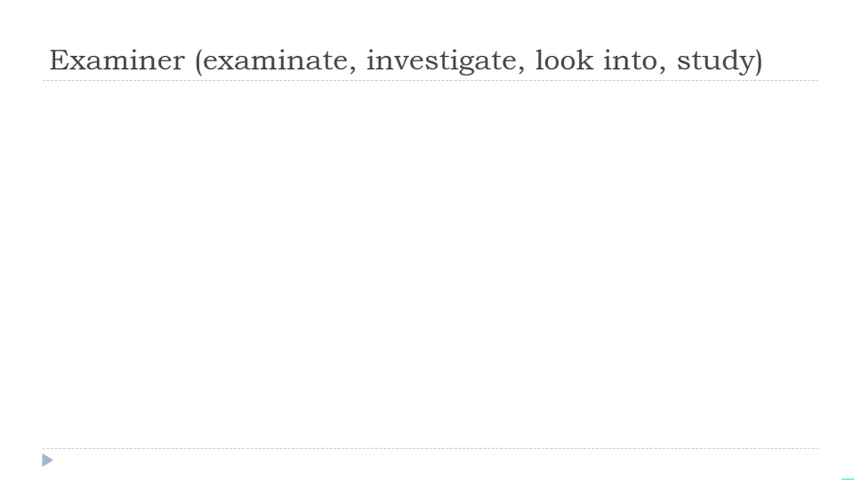 Examiner (examinate, investigate, look into, study)